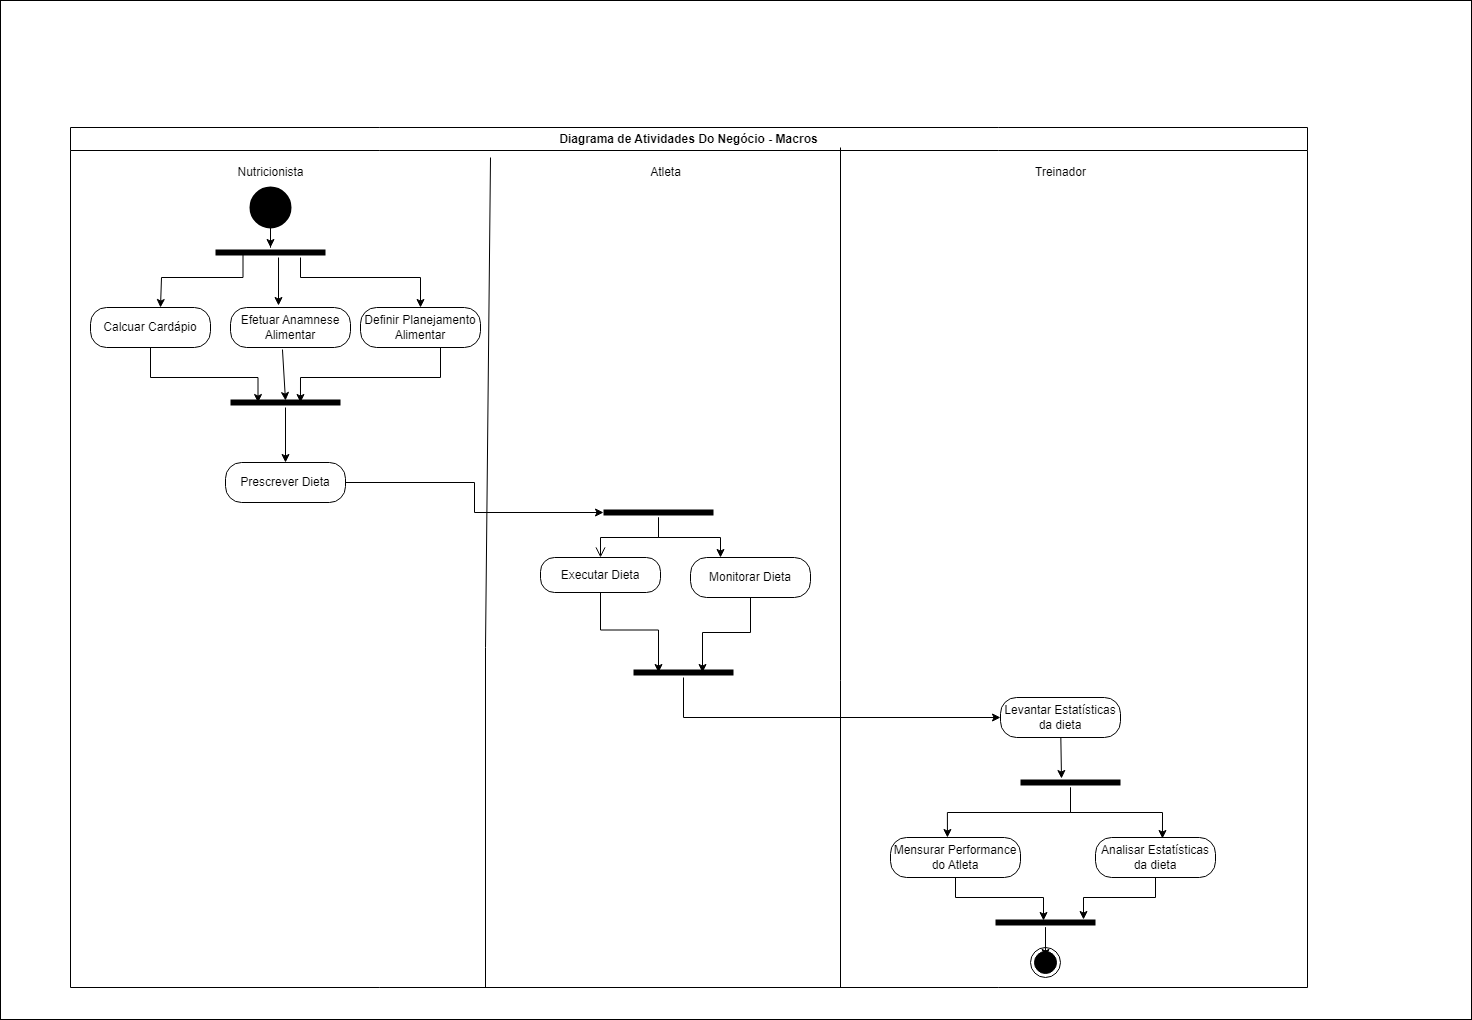 Diagrama de Atividades Do Negócio - Macros
Nutricionista
Atleta
Treinador
Calcuar Cardápio
Efetuar Anamnese
Alimentar
Definir Planejamento
Alimentar
Prescrever Dieta
Executar Dieta
Monitorar Dieta
Levantar Estatísticas
da dieta
Mensurar Performance
do Atleta
Analisar Estatísticas
da dieta